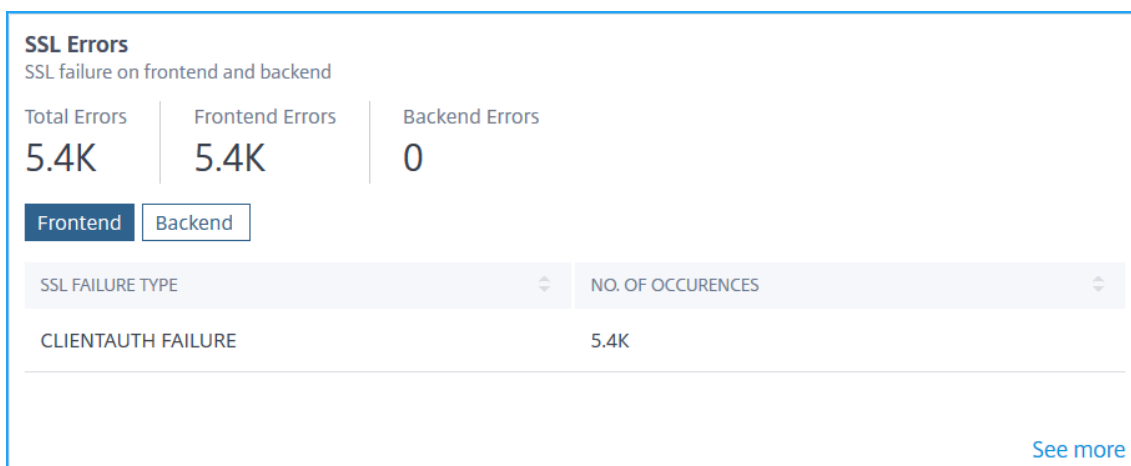 SSL Errors
SSL failure on frontend and backend
Total Errors Frontend Errors Backend Errors
5.4K 5.4K 0
Frontend Backend
SSL FAILURE TYPE NO. OF OCCURENCES
CLIENTAUTH FAILURE 5.4K
See more